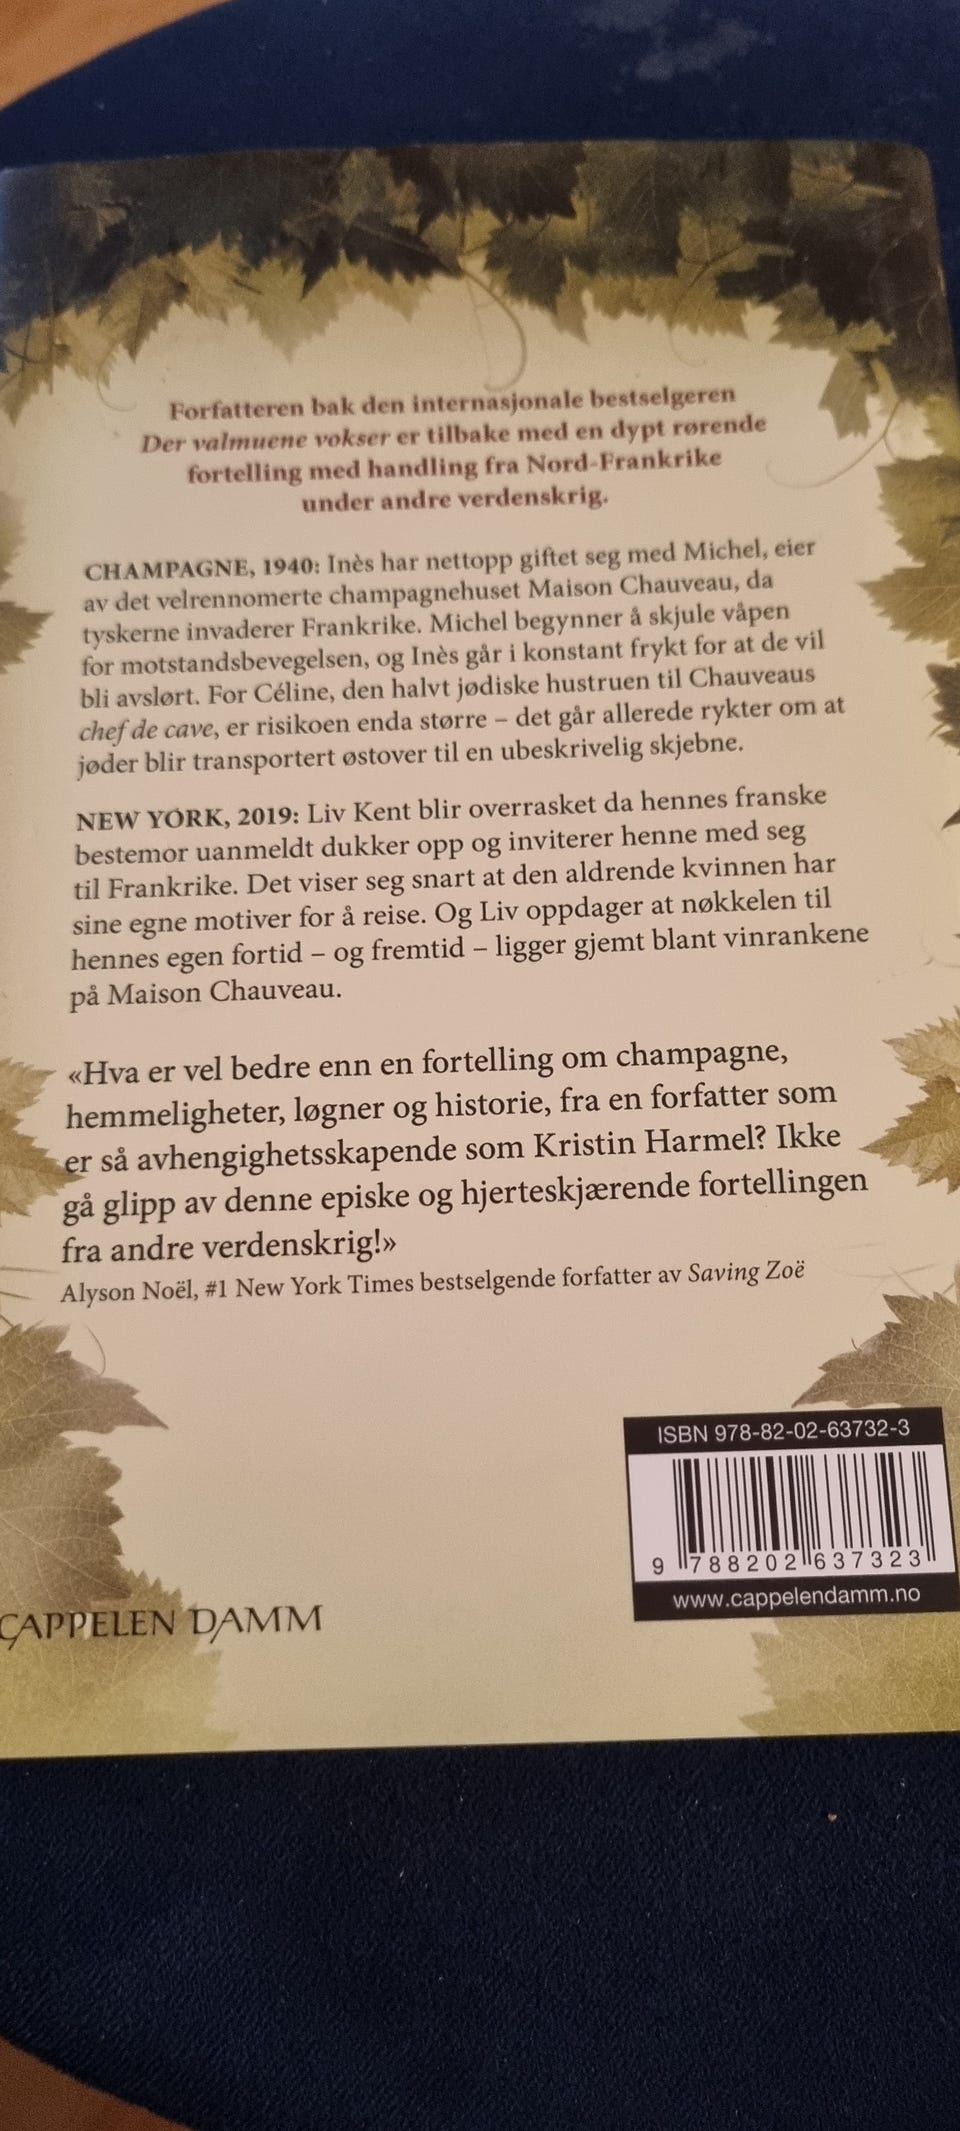 Forfatteren bak den internasjonale bestselgeren
Der valmuene vokser er tilbake med en dypt rørende
fortelling med handling fra Nord-Frankrike
under andre verdenskrig.
CHAMPAGNE, 1940: Inès har nettopp giftet seg med Michel, eier
av det velrennomerte champagnehuset Maison Chauveau, da
tyskerne invaderer Frankrike. Michel begynner å skjule våpen
for motstandsbevegelsen, og Inès går i konstant frykt for at de vil
bli avslørt. For Céline, den halvt jødiske hustruen til Chauveaus
chef de cave, er risikoen enda større – det går allerede rykter om at
jøder blir transportert østover til en ubeskrivelig skjebne.
NEW YORK, 2019: Liv Kent blir overrasket da hennes franske
bestemor uanmeldt dukker opp og inviterer henne med seg
til Frankrike. Det viser seg snart at den aldrende kvinnen har
sine egne motiver for å reise. Og Liv oppdager at nøkkelen til
hennes egen fortid – og fremtid – ligger gjemt blant vinrankene
på Maison Chauveau.
«Hva er vel bedre enn en fortelling om champagne,
hemmeligheter, løgner og historie, fra en forfatter som
er så avhengighetsskapende som Kristin Harmel? Ikke
gå glipp av denne episke og hjerteskjærende fortellingen
fra andre verdenskrig!»
Alyson Noël, #1 New York Times bestselgende forfatter av Saving Zoë
ISBN 978-82-02-63732-3
9 788202 637323
www.cappelendamm.no
CAPPELEN DAMM